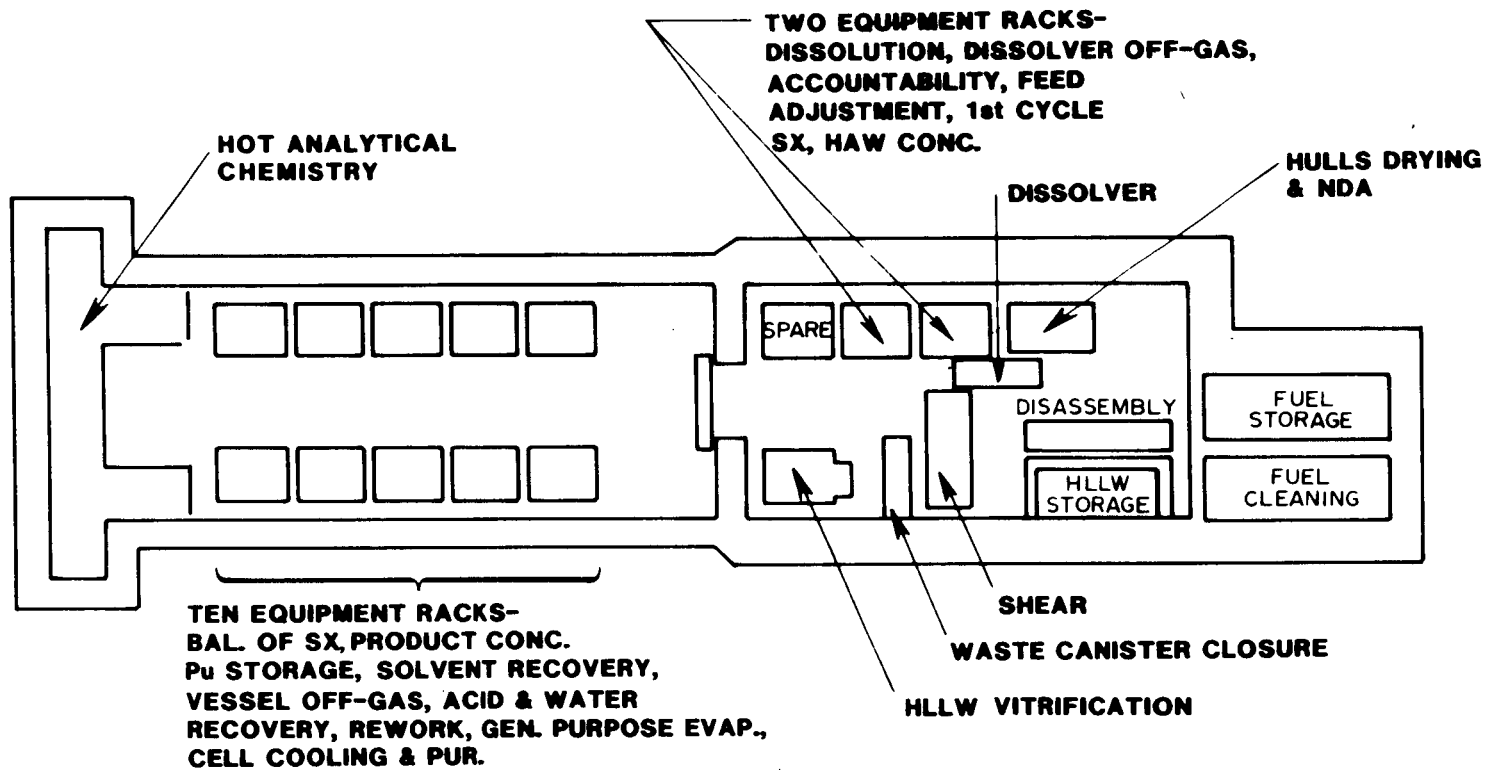 TWO EQUIPMENT RACKS-
DISSOLUTION, DISSOLVER OFF-GAS,
ACCOUNTABILITY, FEED
ADJUSTMENT, 1st CYCLE
SX, HAW CONC.
HOT ANALYTICAL
CHEMISTRY
HULLS DRYING
& NDA
DISSOLVER
SPARE
DISASSEMBLY
FUEL
STORAGE
HLLW
STORAGE
FUEL
CLEANING
TEN EQUIPMENT RACKS-
BAL. OF SX, PRODUCT CONC.
Pu STORAGE, SOLVENT RECOVERY,
VESSEL OFF-GAS, ACID & WATER
RECOVERY, REWORK, GEN. PURPOSE EVAP.,
CELL COOLING & PUR.
SHEAR
WASTE CANISTER CLOSURE
HLLW VITRIFICATION